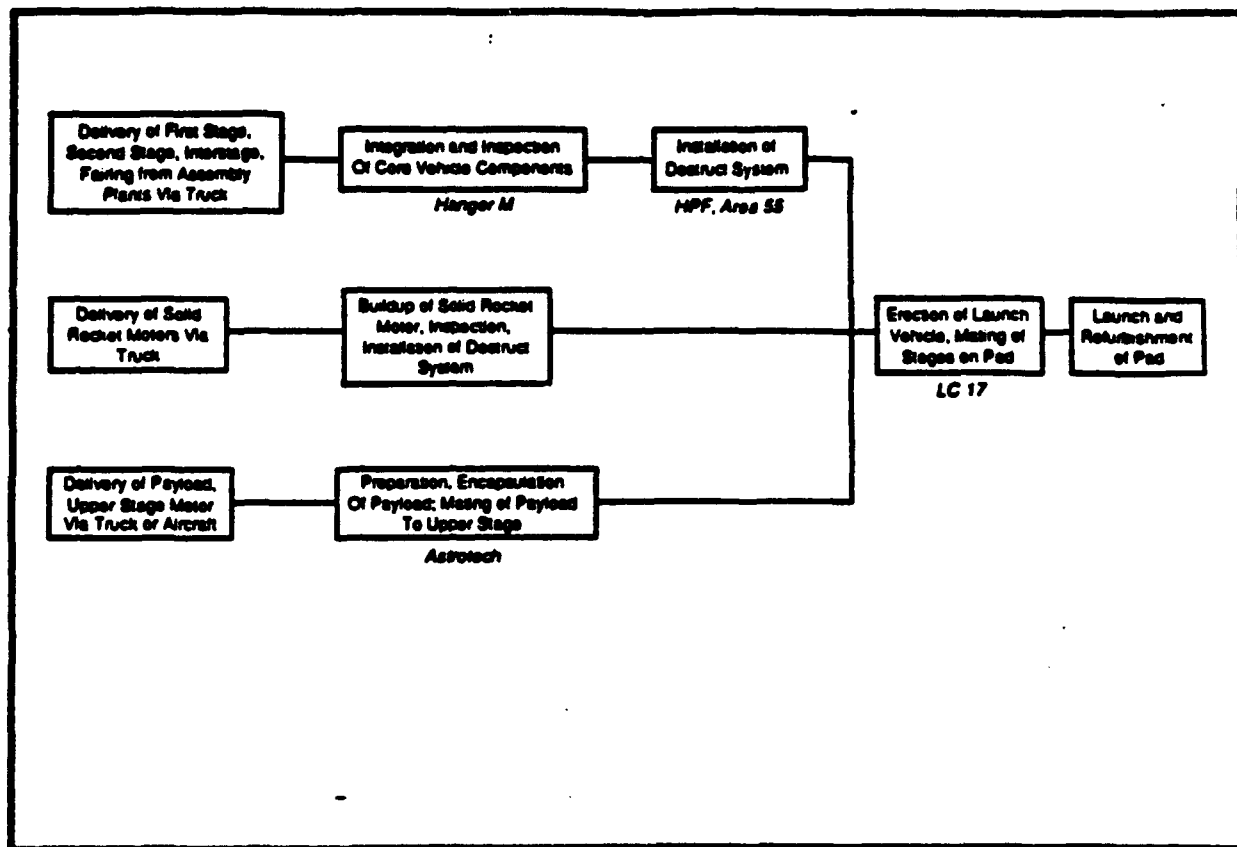 Delivery of First Stage,
Second Stage, Interstage,
Fairing from Assembly
Plants Via Truck
Integration and Inspection
Of Core Vehicle Components
Hanger M
Installation of
Destruct System
HPF, Area 55
Delivery of Solid
Rocket Motors Via
Truck
Buildup of Solid Rocket
Motor, Inspection,
Installation of Destruct
System
Erection of Launch
Vehicle, Mating of
Stages on Pad
LC 17
Launch and
Refurbishment
of Pad
Delivery of Payload,
Upper Stage Motor
Via Truck or Aircraft
Preparation, Encapsulation
Of Payload; Mating of Payload
To Upper Stage
Astrotech